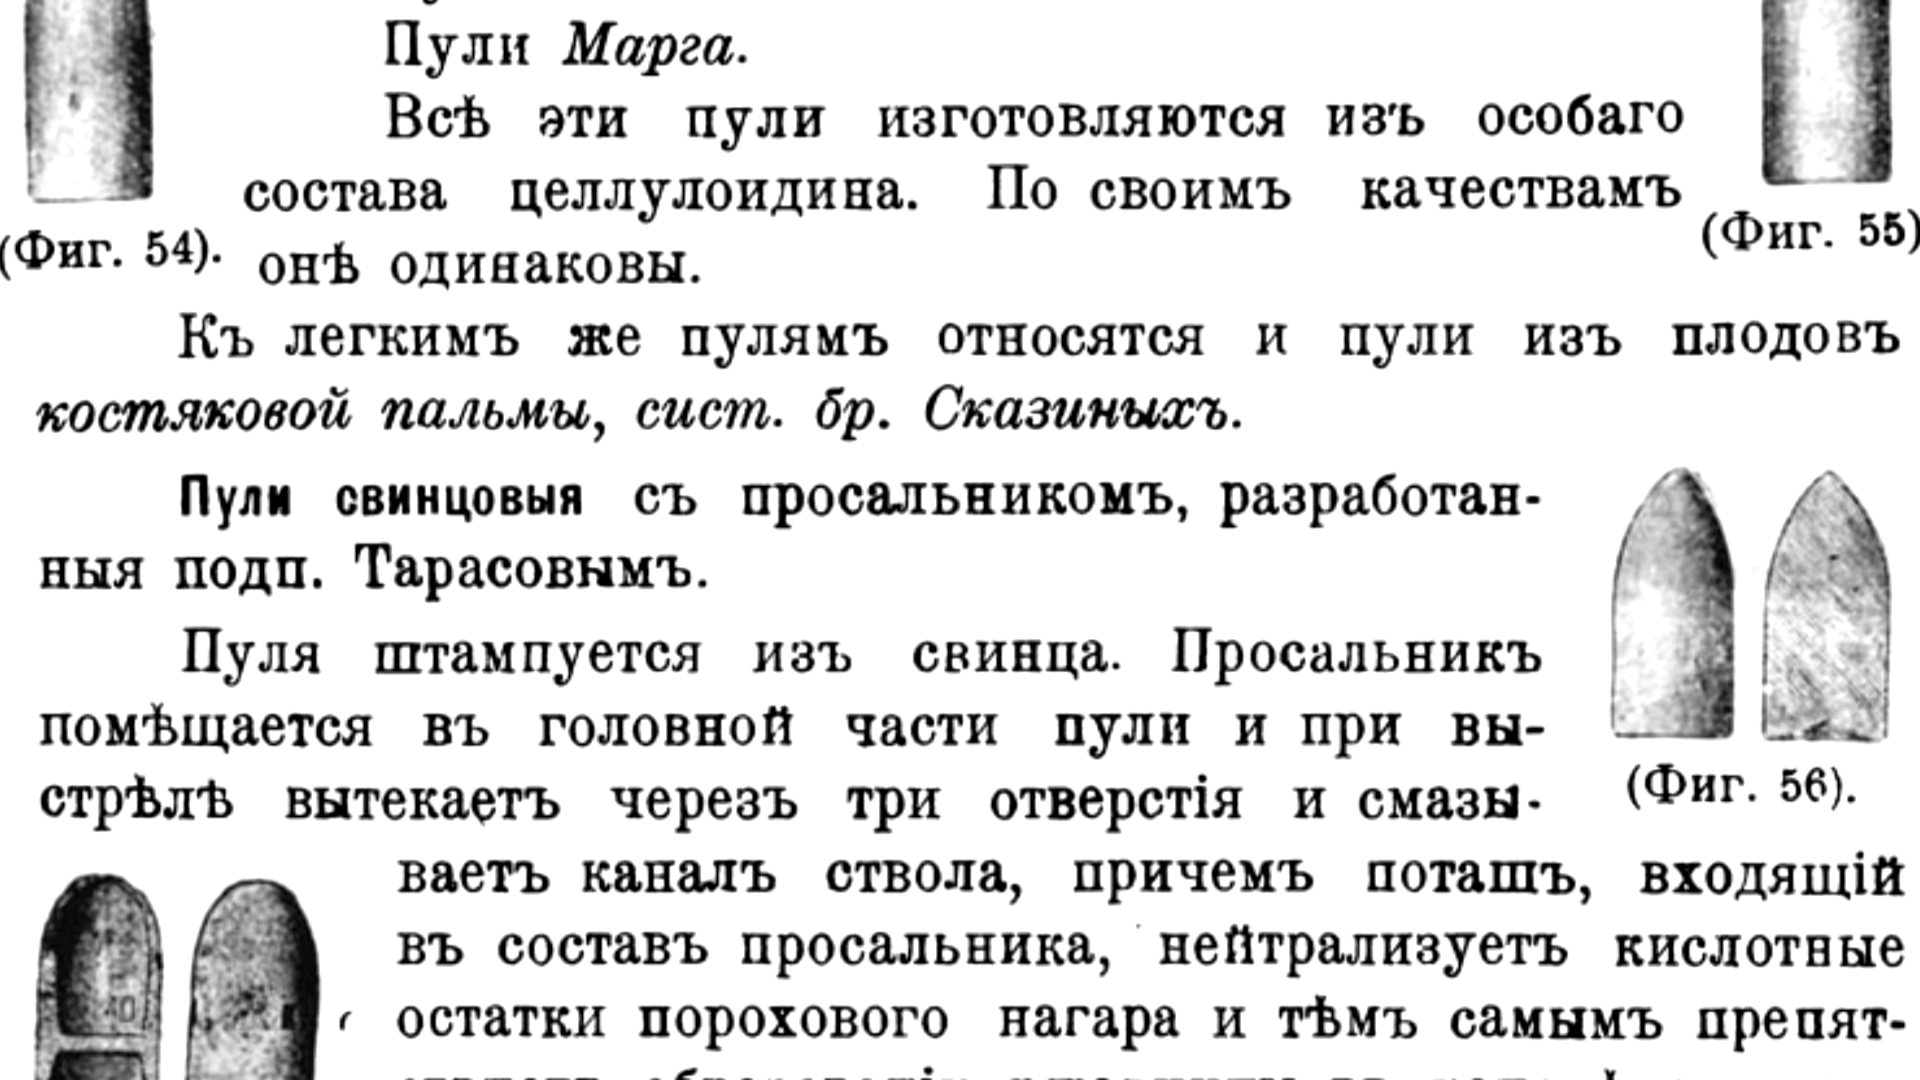 Пули Марга.
Всѣ эти пули изготовляются изъ особаго
состава целлулоидина. По своимъ качествамъ
(Фиг. 55)
(Фиг. 54). онѣ одинаковы.
Къ легкимъ же пулямъ относятся и пули изъ плодовъ
костяковой пальмы, сист. бр. Сказиныхъ.
Пули свинцовыя съ просальникомъ, разработан-
ныя подп. Тарасовымъ.
Пуля штампуется изъ свинца. Просальникъ
помѣщается въ головной части пули и при вы-
стрѣлѣ вытекаетъ черезъ три отверстія и смазы-
(Фиг. 56).
ваетъ каналъ ствола, причемъ поташъ, входящій
въ составъ просальника, нейтрализуетъ кислотные
остатки порохового нагара и тѣмъ самымъ препят-